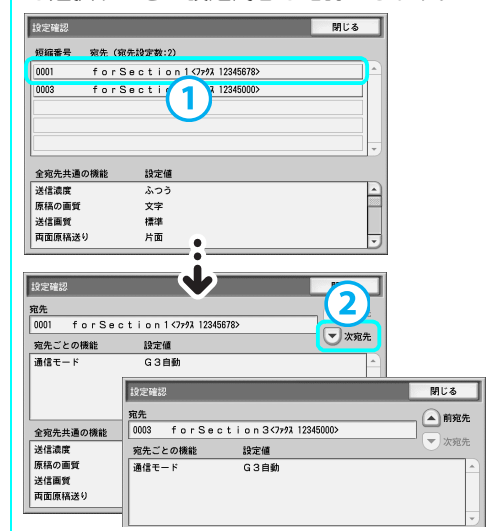 設定確認 閉じる
短縮番号 宛先 (宛先設定数:2)
0001 forSection1<ファクス 12345678>
0003 forSecti 12345000>
1
全宛先共通の機能 設定値
送信濃度 ふつう
原稿の画質 文字
送信画質 標準
両面原稿送り 片面
設定確認
2
宛先
0001 forSection1<ファクス 12345678>
次宛先
宛先ごとの機能 設定値
通信モード G3自動
全宛先共通の機能
送信濃度
原稿の画質
送信画質
両面原稿送り
設定確認 閉じる
宛先
0003 forSection3<ファクス 12345000>
前宛先
次宛先
宛先ごとの機能 設定値
通信モード G3自動